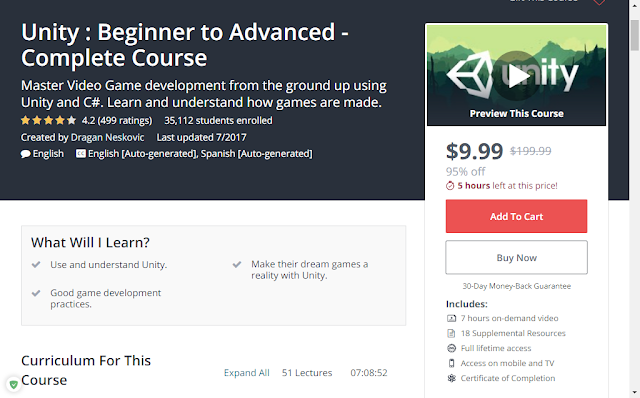 Unity : Beginner to Advanced -
Complete Course
Master Video Game development from the ground up using
Unity and C#. Learn and understand how games are made.
4.2 (499 ratings) 35,112 students enrolled
Created by Dragan Neskovic Last updated 7/2017
English English [Auto-generated], Spanish [Auto-generated]
unity
Preview This Course
$9.99 $199.99
95% off
5 hours left at this price!
Add To Cart
Buy Now
30-Day Money-Back Guarantee
Includes:
7 hours on-demand video
18 Supplemental Resources
Full lifetime access
Access on mobile and TV
Certificate of Completion
What Will I Learn?
Use and understand Unity.
Make their dream games a
reality with Unity.
Good game development
practices.
Curriculum For This
Course
Expand All 51 Lectures 07:08:52